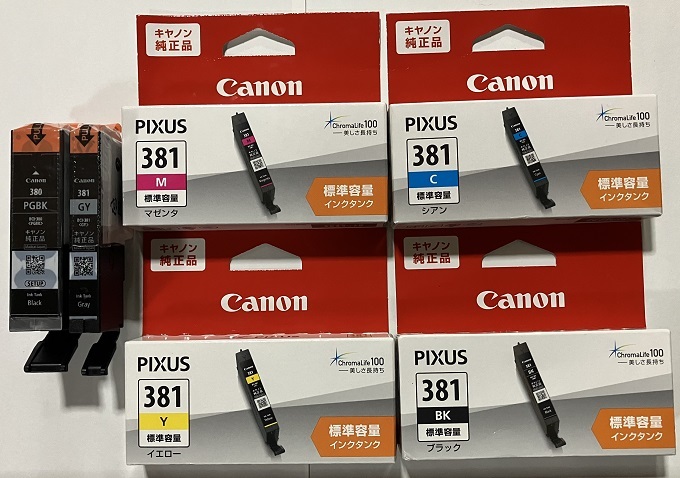 PULL
Canon
380
PGBK
キヤノン
純正品
SETUP
Ink Tank
Black
Canon
381
GY
キヤノン
純正品
Ink Tank
Gray
キヤノン
純正品
Canon
PIXUS
ChromaLife100
美しさ長持ち
381
M
標準容量
マゼンタ
標準容量
インクタンク
キヤノン
純正品
Canon
PIXUS
ChromaLife100
美しさ長持ち
381
C
標準容量
シアン
標準容量
インクタンク
キヤノン
純正品
Canon
PIXUS
ChromaLife100
美しさ長持ち
381
Y
標準容量
イエロー
標準容量
インクタンク
キヤノン
純正品
Canon
PIXUS
ChromaLife100
美しさ長持ち
381
BK
標準容量
ブラック
標準容量
インクタンク